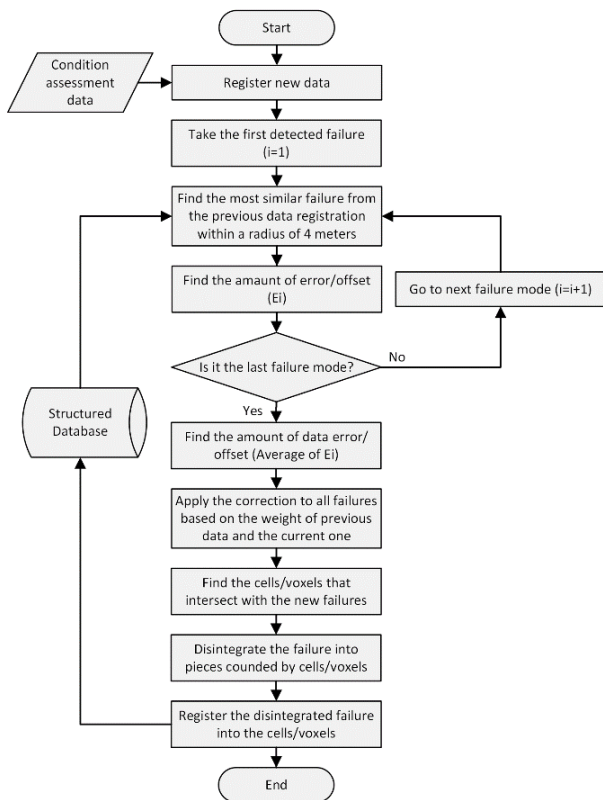 Start
Condition
assessment
data
Register new data
Take the first detected failure
(i=1)
Find the most similar failure from
the previous data registration
within a radius of 4 meters
Find the amount of error/offset
(Ei)
Go to next failure mode (i=i+1)
Is it the last failure mode?
No
Yes
Structured
Database
Find the amount of data error/
offset (Average of Ei)
Apply the correction to all failures
based on the weight of previous
data and the current one
Find the cells/voxels that
intersect with the new failures
Disintegrate the failure into
pieces counded by cells/voxels
Register the disintegrated failure
into the cells/voxels
End